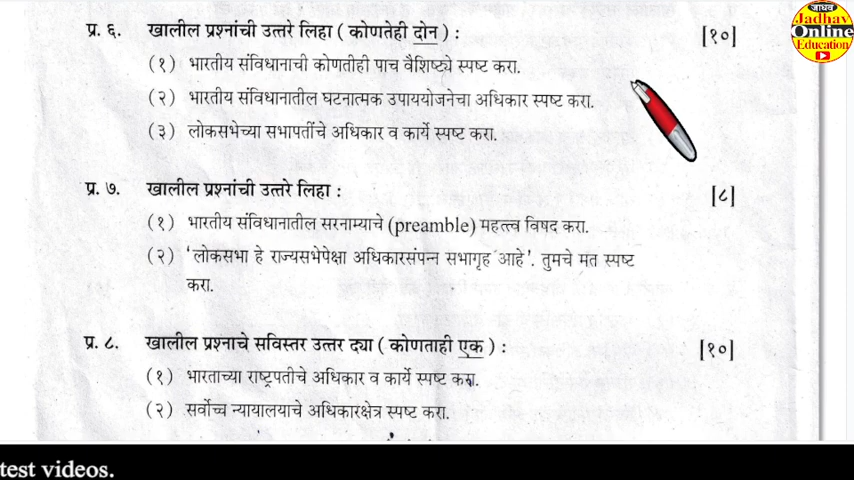 जाधव
Jadhav
Online
Education
प्र. ६. खालील प्रश्नांची उत्तरे लिहा ( कोणतेही दोन ) : [१०]
(१) भारतीय संविधानाची कोणतीही पाच वैशिष्ट्ये स्पष्ट करा.
(२) भारतीय संविधानातील घटनात्मक उपाययोजनेचा अधिकार स्पष्ट करा.
(३) लोकसभेच्या सभापतींचे अधिकार व कार्ये स्पष्ट करा.
प्र. ७. खालील प्रश्नांची उत्तरे लिहा : [८]
(१) भारतीय संविधानातील सरनाम्याचे (preamble) महत्त्व विषद करा.
(२) ‘लोकसभा हे राज्यसभेपेक्षा अधिकारसंपन्न सभागृह आहे’. तुमचे मत स्पष्ट
करा.
प्र. ८. खालील प्रश्नाचे सविस्तर उत्तर द्या ( कोणताही एक ) : [१०]
(१) भारताच्या राष्ट्रपतीचे अधिकार व कार्ये स्पष्ट करा.
(२) सर्वोच्च न्यायालयाचे अधिकारक्षेत्र स्पष्ट करा.
test videos.